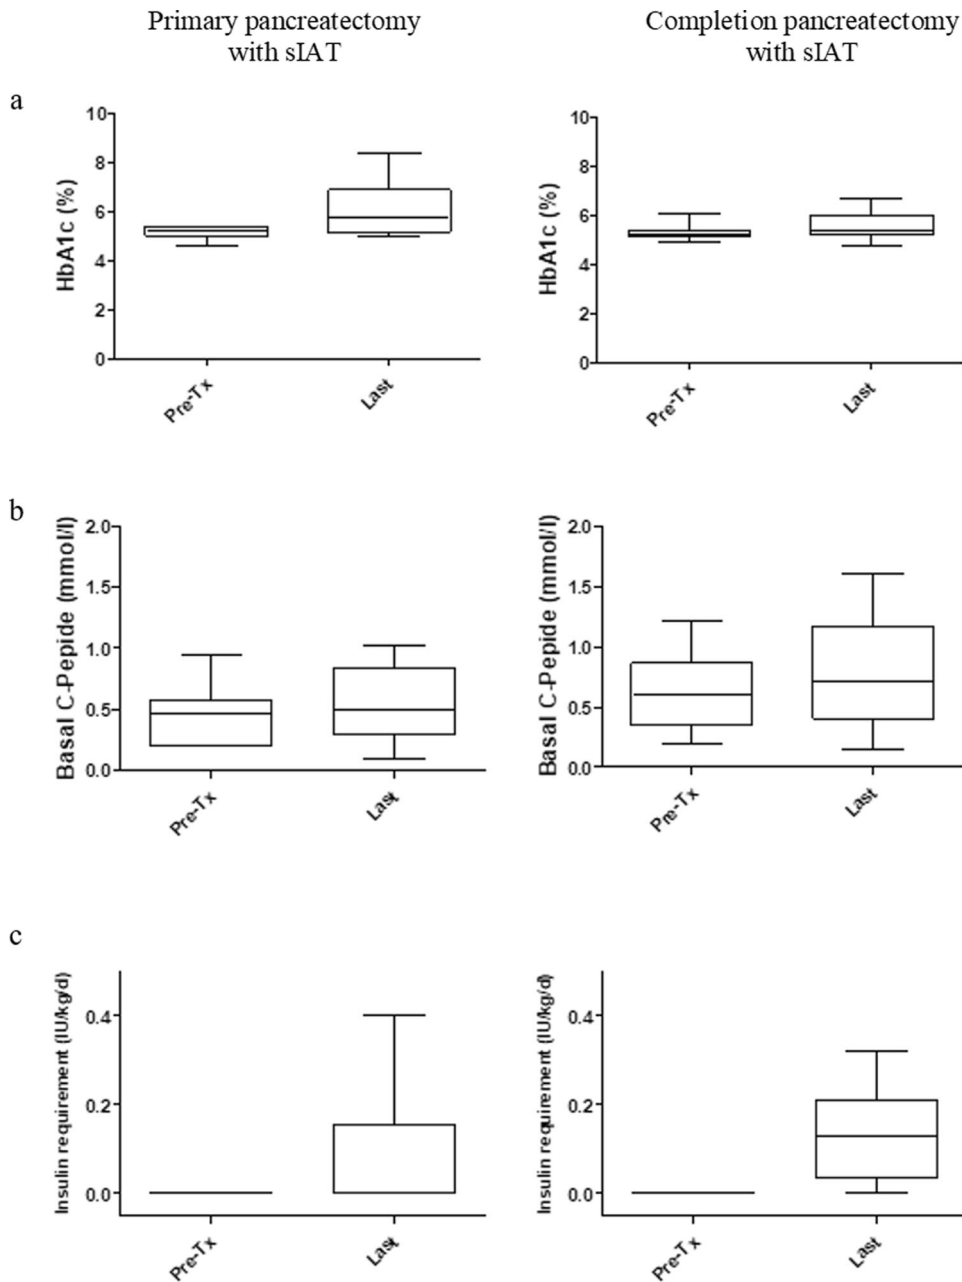 Primary pancreatectomy
with sIAT
Completion pancreatectomy
with sIAT
a
HbA1c (%)
10
8
6
4
2
0
Pre-Tx
Last
HbA1c (%)
10
8
6
4
2
0
Pre-Tx
Last
b
Basal C-Pepide (mmol/l)
2.0
1.5
1.0
0.5
0.0
Pre-Tx
Last
Basal C-Pepide (mmol/l)
2.0
1.5
1.0
0.5
0.0
Pre-Tx
Last
c
Insulin requirement (IU/kg/d)
0.4
0.2
0.0
Pre-Tx
Last
Insulin requirement (IU/kg/d)
0.4
0.2
0.0
Pre-Tx
Last